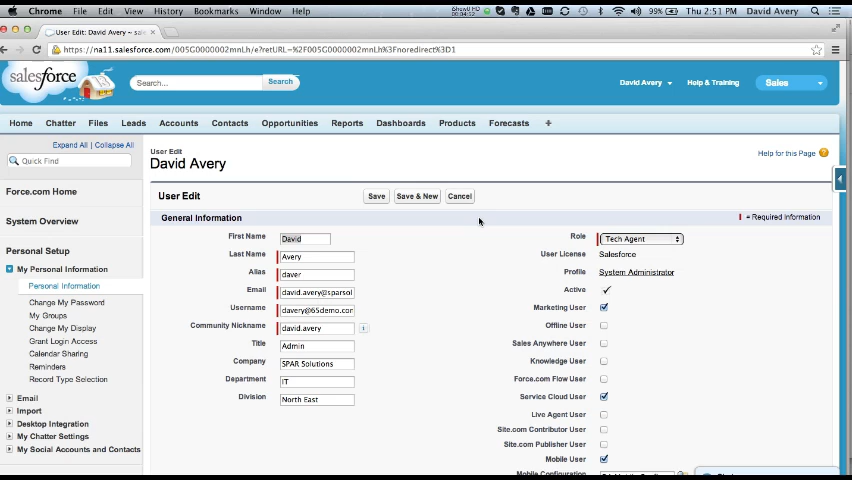 Chrome File Edit View History Bookmarks Window Help 99% Thu 2:51 PM David Avery
User Edit: David Avery ~ sale
https://na11.salesforce.com/005G0000002mnLh/e?retURL=%2F005G0000002mnLh%3Fnoredirect%3D1
salesforce Search... Search David Avery Help & Training Sales
Home Chatter Files Leads Accounts Contacts Opportunities Reports Dashboards Products Forecasts +
Expand All | Collapse All
Quick Find
Force.com Home
System Overview
Personal Setup
My Personal Information
Personal Information
Change My Password
My Groups
Change My Display
Grant Login Access
Calendar Sharing
Reminders
Record Type Selection
Email
Import
Desktop Integration
My Chatter Settings
My Social Accounts and Contacts
User Edit
David Avery
Help for this Page
User Edit Save Save & New Cancel
General Information = Required Information
First Name David
Last Name Avery
Alias daver
Email david.avery@sparsol
Username davery@65demo.con
Community Nickname david.avery i
Title Admin
Company SPAR Solutions
Department IT
Division North East
Role Tech Agent
User License Salesforce
Profile System Administrator
Active
Marketing User
Offline User
Sales Anywhere User
Knowledge User
Force.com Flow User
Service Cloud User
Live Agent User
Site.com Contributor User
Site.com Publisher User
Mobile User
Mobile Configuration